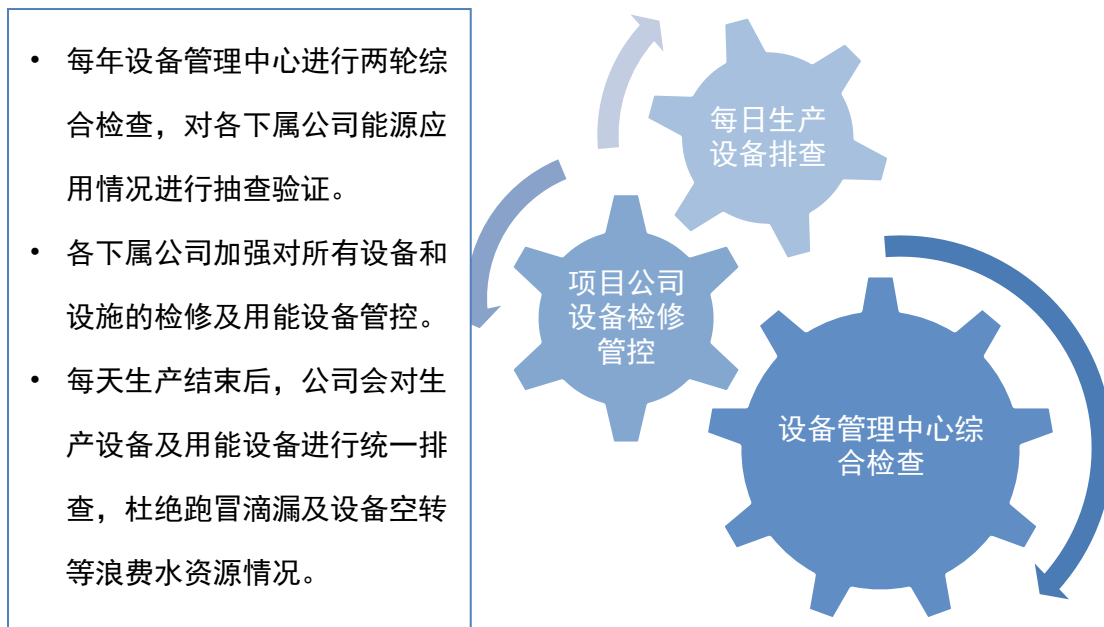 • 每年设备管理中心进行两轮综
合检查，对各下属公司能源应
用情况进行抽查验证。
• 各下属公司加强对所有设备和
设施的检修及用能设备管控。
• 每天生产结束后，公司会对生
产设备及用能设备进行统一排
查，杜绝跑冒滴漏及设备空转
等浪费水资源情况。
每日生产
设备排查
项目公司
设备检修
管控
设备管理中心综
合检查